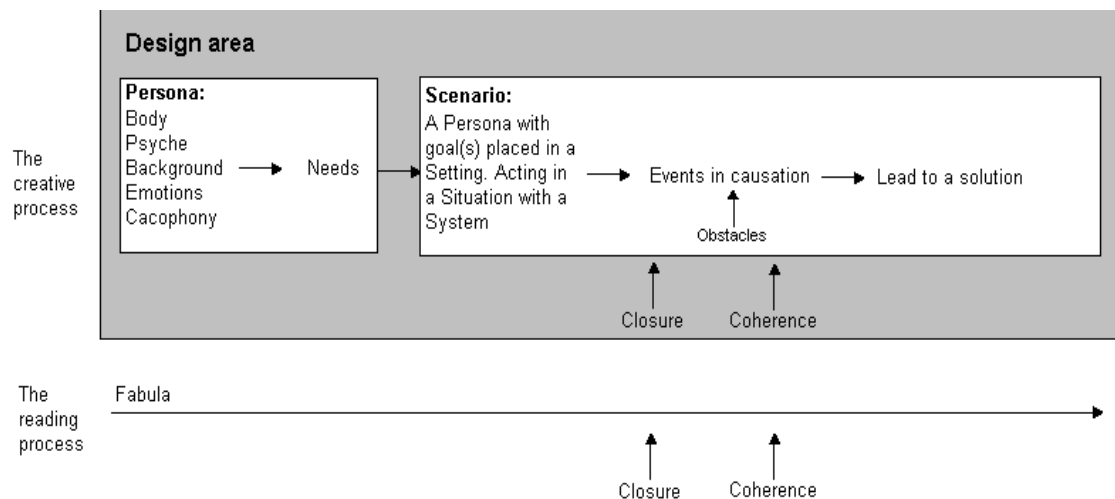 Design area
The
creative
process
Persona:
Body
Psyche
Background
Emotions
Cacophony
Needs
Scenario:
A Persona with
goal(s) placed in a
Setting. Acting in
a Situation with a
System
Events in causation
Lead to a solution
Obstacles
Closure
Coherence
The
reading
process
Fabula
Closure
Coherence